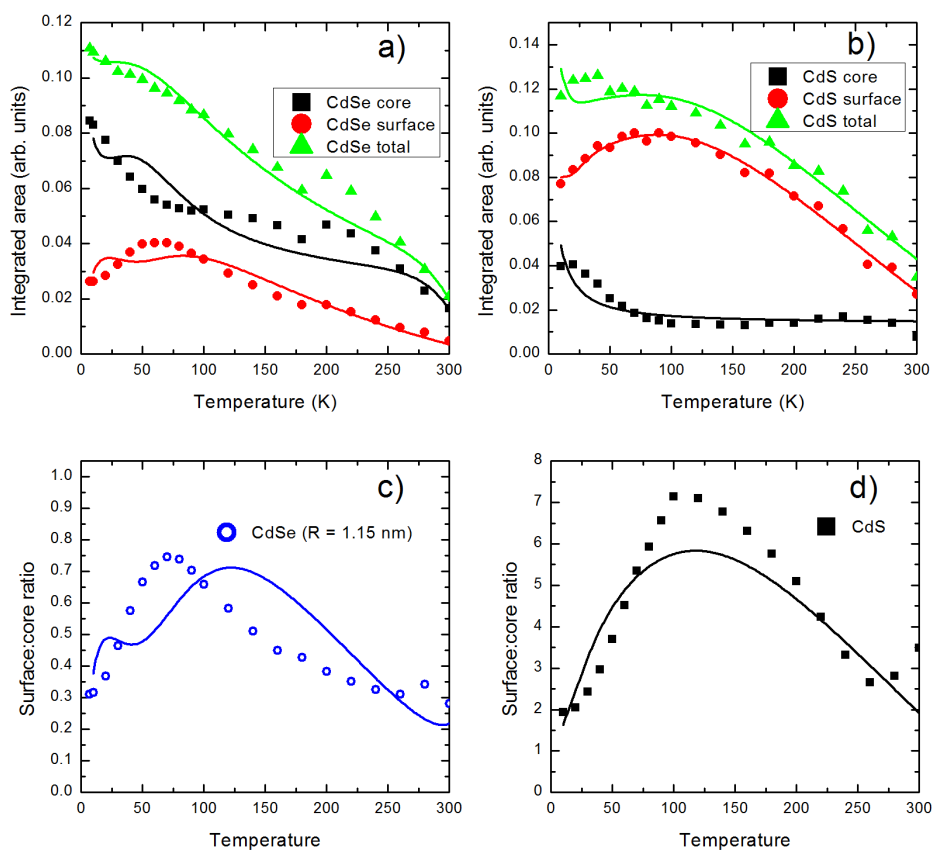 a)
CdSe core
CdSe surface
CdSe total
0.12
0.10
0.08
0.06
0.04
0.02
0.00
0 50 100 150 200 250 300
Integrated area (arb. units)
Temperature (K)
b)
CdS core
CdS surface
CdS total
0.14
0.12
0.10
0.08
0.06
0.04
0.02
0.00
0 50 100 150 200 250 300
Integrated area (arb. units)
Temperature (K)
c)
CdSe (R = 1.15 nm)
1.0
0.9
0.8
0.7
0.6
0.5
0.4
0.3
0.2
0.1
0.0
0 50 100 150 200 250 300
Surface:core ratio
Temperature
d)
CdS
8
7
6
5
4
3
2
1
0
0 50 100 150 200 250 300
Surface:core ratio
Temperature